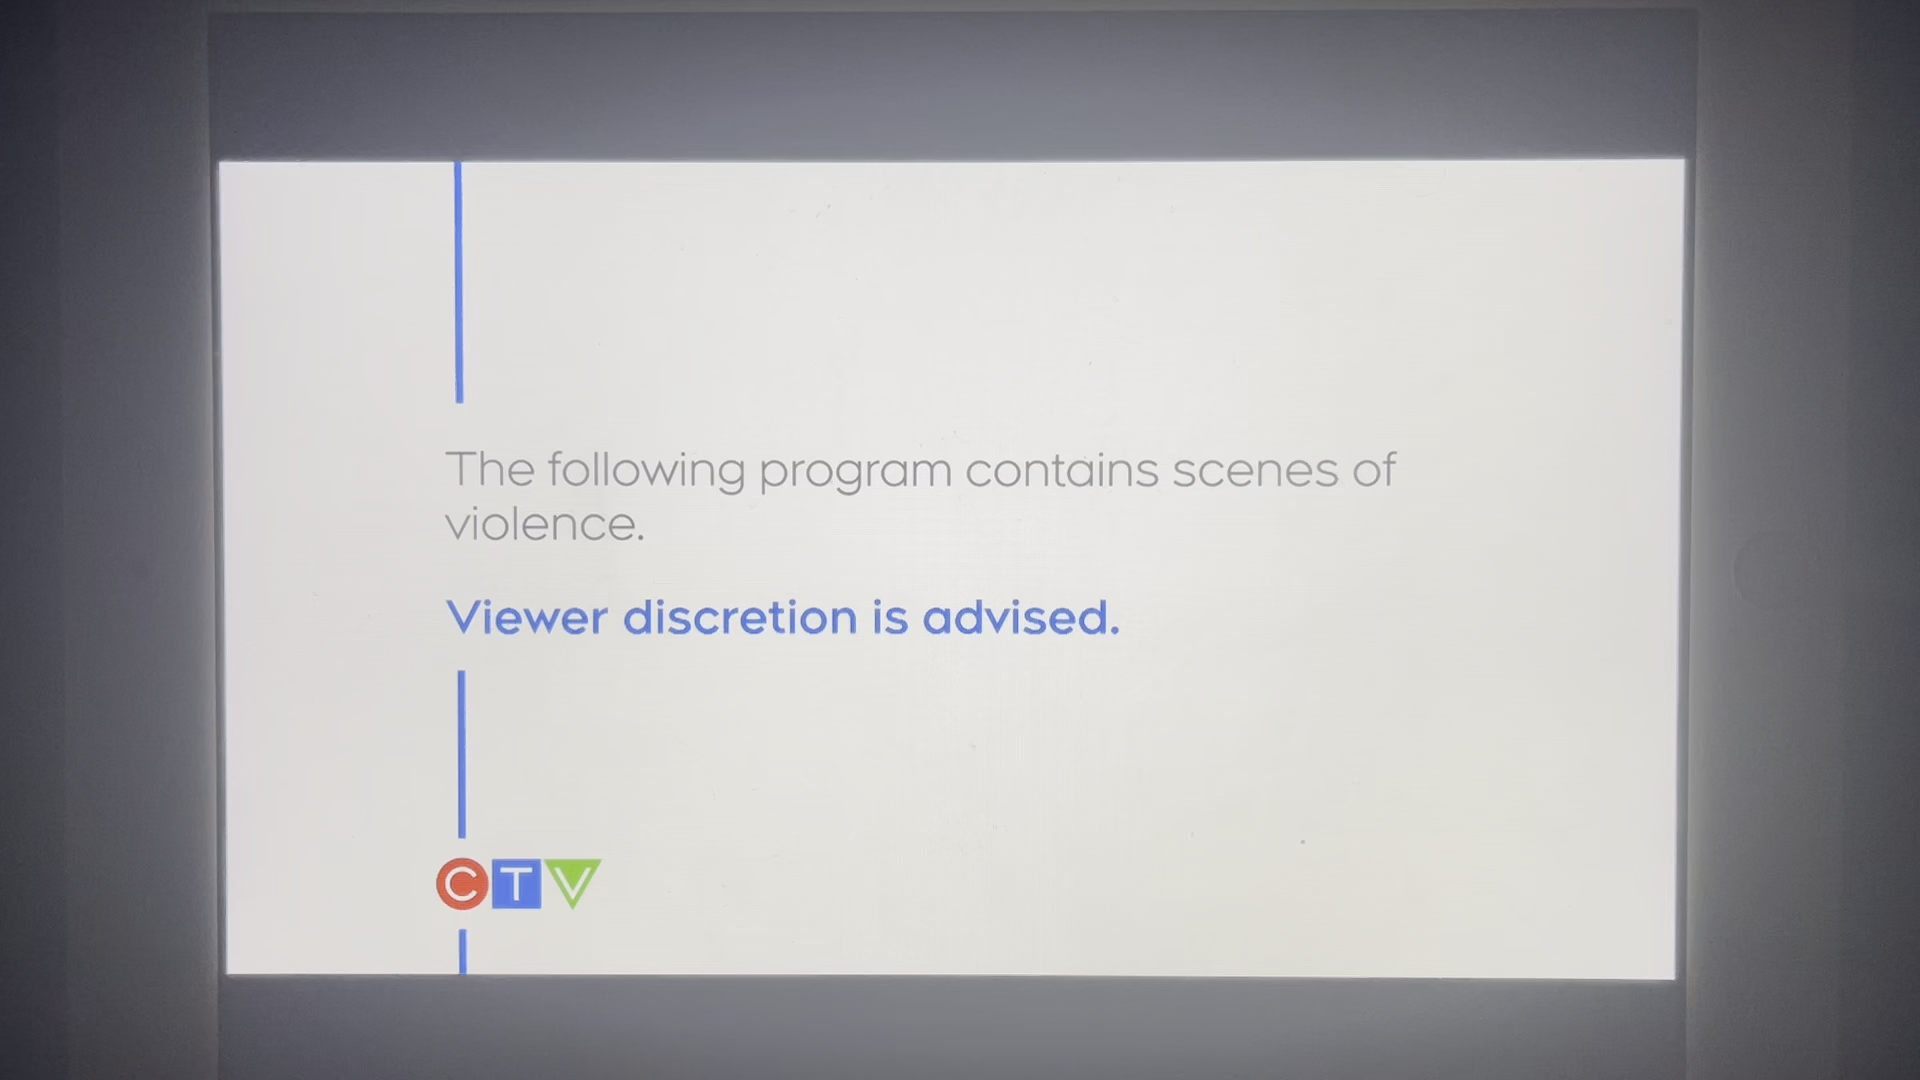 The following program contains scenes of
violence.
Viewer discretion is advised.
CTV